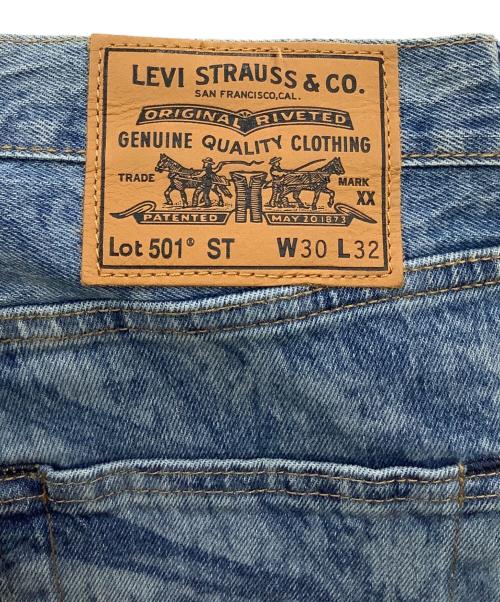 LEVI STRAUSS & CO.
SAN FRANCISCO, CAL.
ORIGINAL RIVETED
GENUINE QUALITY CLOTHING
TRADE MARK
XX
PATENTED MAY 20 1873
Lot 501® ST W30 L32